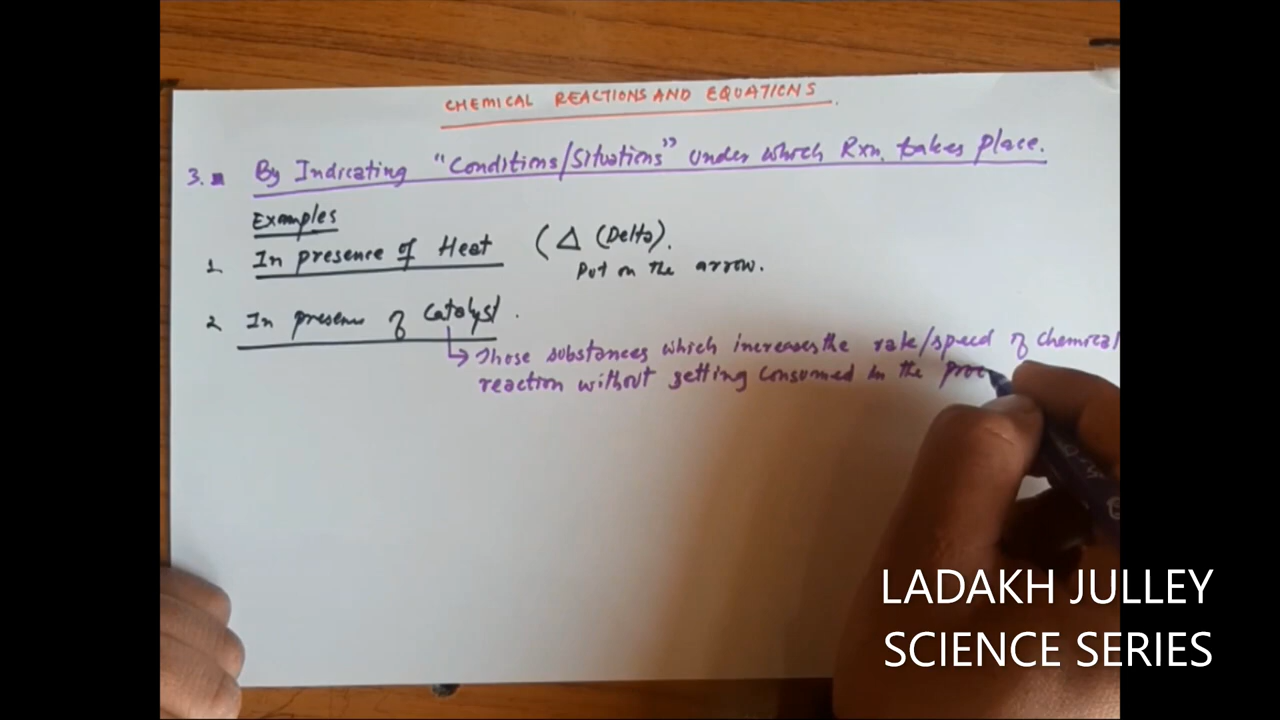 CHEMICAL REACTIONS AND EQUATIONS.
3. By Indicating "Conditions/Situations" under which Rxn. takes place.
Examples
1. In presence of Heat (Δ (Delta).
Put on the arrow.
2. In presence of Catalyst.
Those substances which increases the rate/speed of chemical
reaction without getting consumed in the proc
LADAKH JULLEY
SCIENCE SERIES